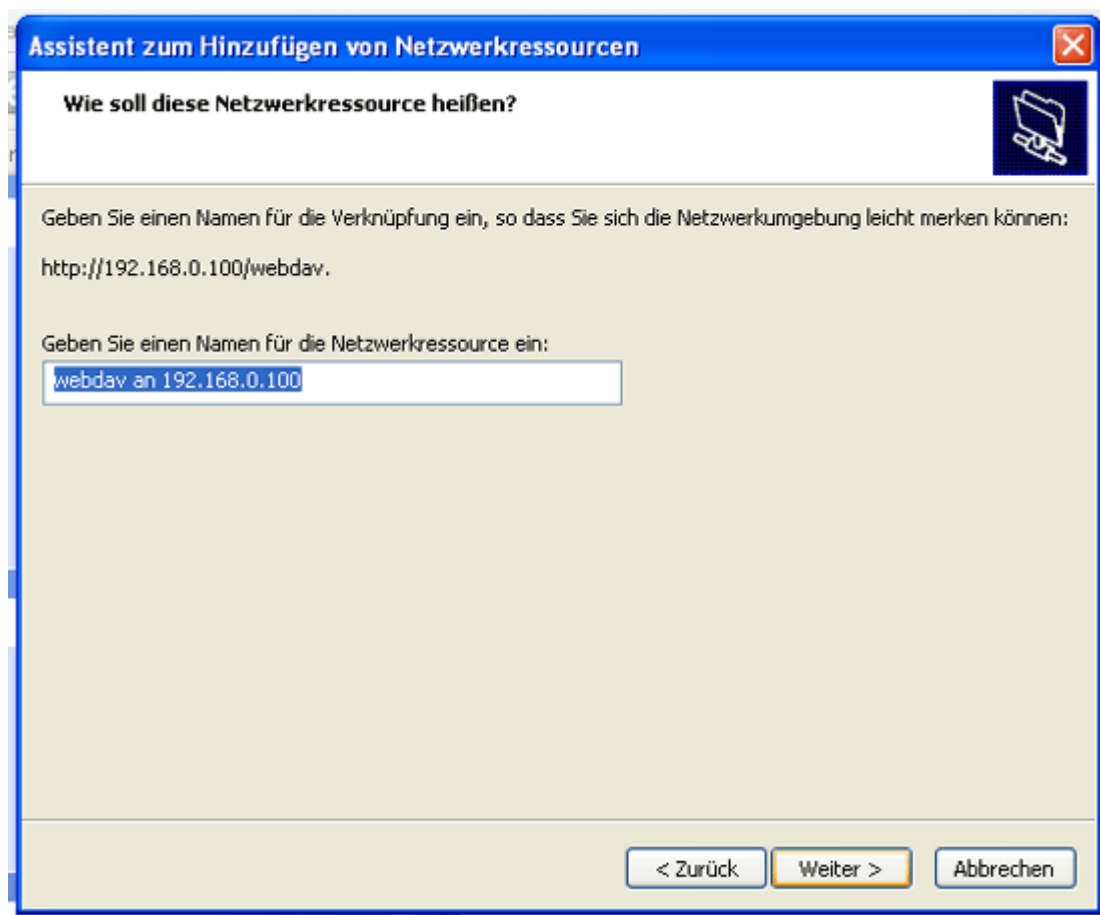 Assistent zum Hinzufügen von Netzwerkressourcen
Wie soll diese Netzwerkressource heißen?
Geben Sie einen Namen für die Verknüpfung ein, so dass Sie sich die Netzwerkumgebung leicht merken können:
http://192.168.0.100/webdav.
Geben Sie einen Namen für die Netzwerkressource ein:
webdav an 192.168.0.100
< Zurück Weiter > Abbrechen